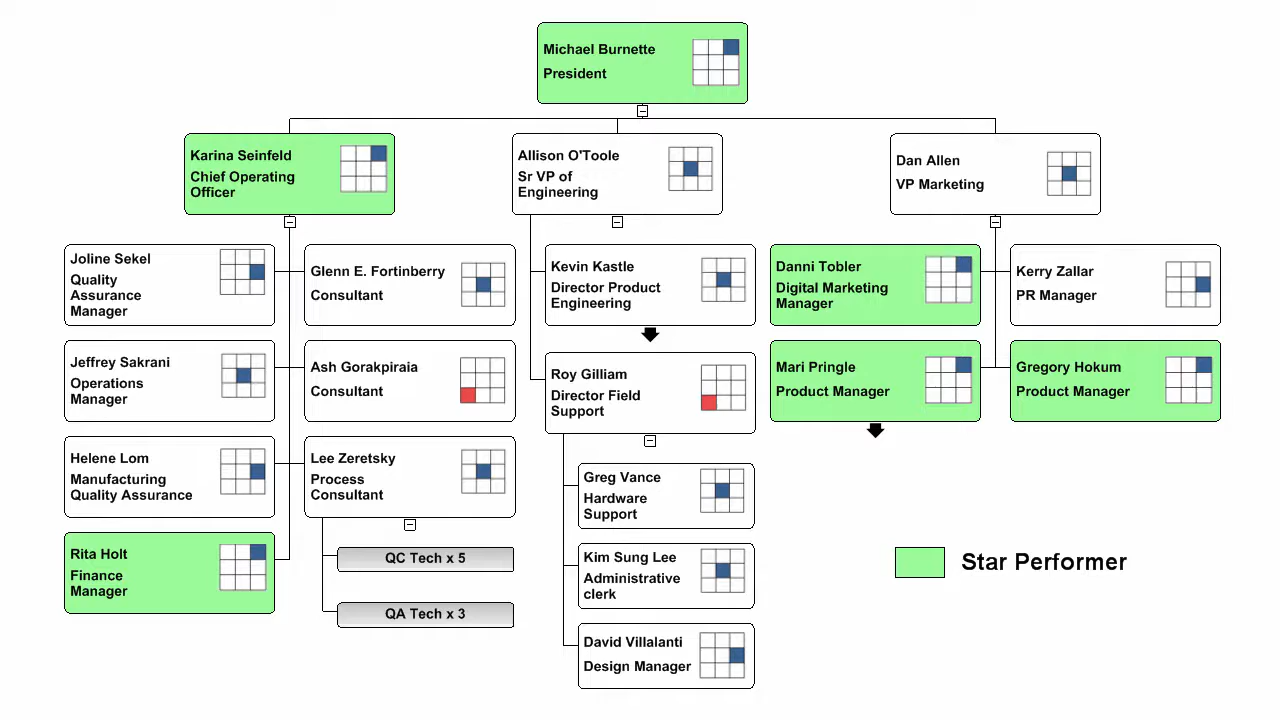 Michael Burnette
President
Karina Seinfeld
Chief Operating
Officer
Allison O'Toole
Sr VP of
Engineering
Dan Allen
VP Marketing
Joline Sekel
Quality
Assurance
Manager
Glenn E. Fortinberry
Consultant
Kevin Kastle
Director Product
Engineering
Danni Tobler
Digital Marketing
Manager
Kerry Zallar
PR Manager
Jeffrey Sakrani
Operations
Manager
Ash Gorakpiraia
Consultant
Roy Gilliam
Director Field
Support
Mari Pringle
Product Manager
Gregory Hokum
Product Manager
Helene Lom
Manufacturing
Quality Assurance
Lee Zeretsky
Process
Consultant
Greg Vance
Hardware
Support
Rita Holt
Finance
Manager
QC Tech x 5
QA Tech x 3
Kim Sung Lee
Administrative
clerk
David Villalanti
Design Manager
Star Performer